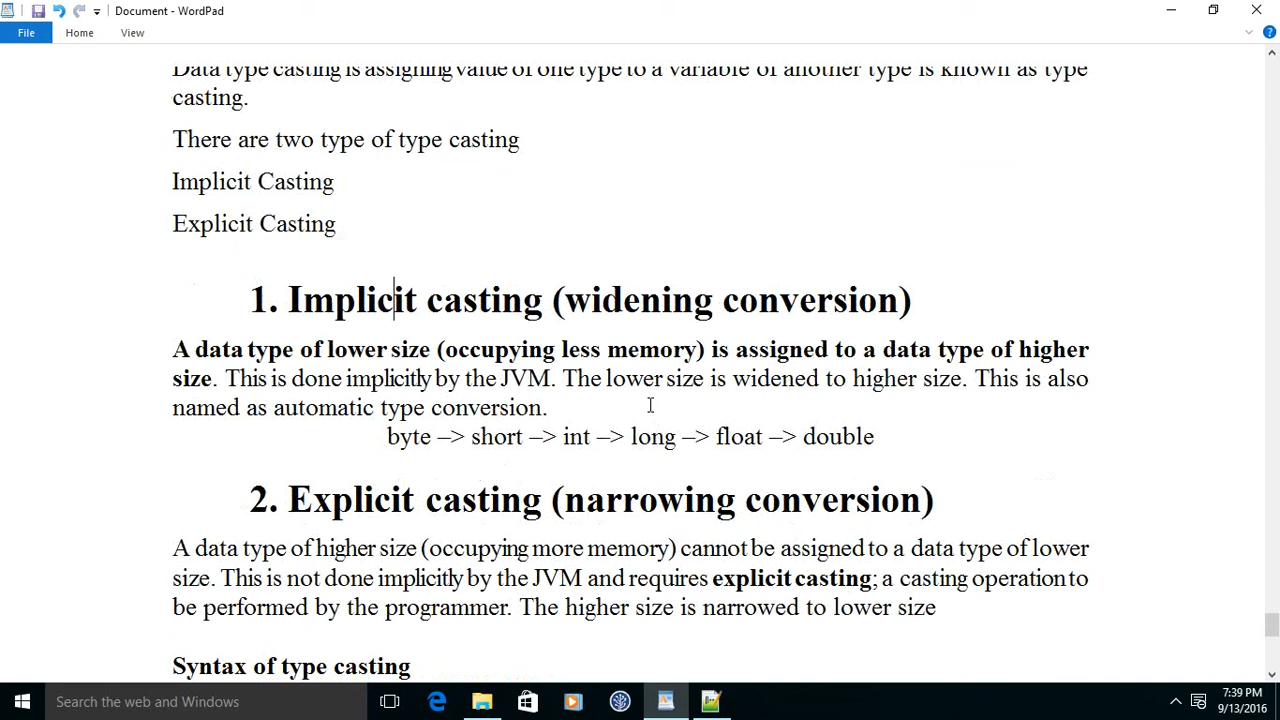 Document - WordPad
File Home View
Data type casting is assigning value of one type to a variable of another type is known as type
casting.
There are two type of type casting
Implicit Casting
Explicit Casting
1. Implicit casting (widening conversion)
A data type of lower size (occupying less memory) is assigned to a data type of higher
size. This is done implicitly by the JVM. The lower size is widened to higher size. This is also
named as automatic type conversion.
byte –> short –> int –> long –> float –> double
2. Explicit casting (narrowing conversion)
A data type of higher size (occupying more memory) cannot be assigned to a data type of lower
size. This is not done implicitly by the JVM and requires explicit casting; a casting operation to
be performed by the programmer. The higher size is narrowed to lower size
Syntax of type casting
Search the web and Windows
7:39 PM
9/13/2016